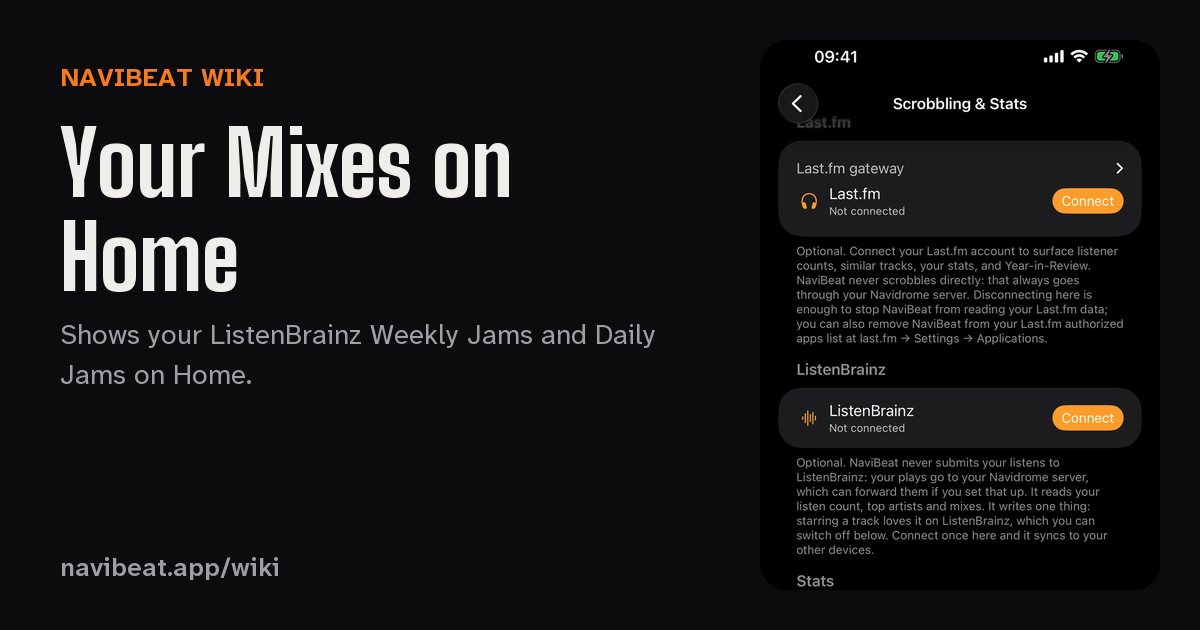 NAVIBEAT WIKI
Your Mixes on
Home
Shows your ListenBrainz Weekly Jams and Daily
Jams on Home.
navibeat.app/wiki
09:41
Scrobbling & Stats
Last.fm
Last.fm gateway
Last.fm
Not connected
Connect
Optional. Connect your Last.fm account to surface listener
counts, similar tracks, your stats, and Year-in-Review.
NaviBeat never scrobbles directly: that always goes
through your Navidrome server. Disconnecting here is
enough to stop NaviBeat from reading your Last.fm data;
you can also remove NaviBeat from your Last.fm authorized
apps list at last.fm → Settings → Applications.
ListenBrainz
ListenBrainz
Not connected
Connect
Optional. NaviBeat never submits your listens to
ListenBrainz: your plays go to your Navidrome server,
which can forward them if you set that up. It reads your
listen count, top artists and mixes. It writes one thing:
starring a track loves it on ListenBrainz, which you can
switch off below. Connect once here and it syncs to your
other devices.
Stats